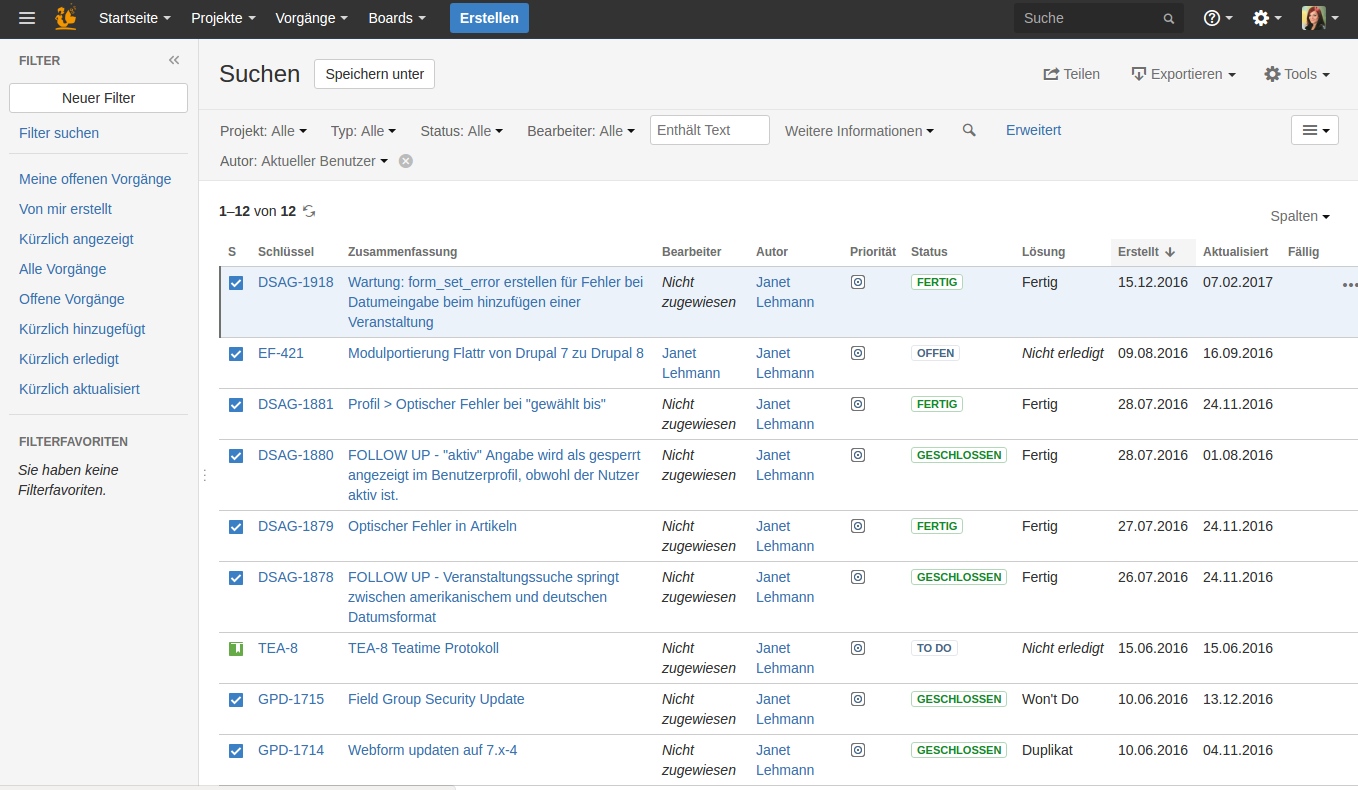 Startseite Projekte Vorgänge Boards Erstellen Suche
FILTER
Neuer Filter
Filter suchen
Meine offenen Vorgänge
Von mir erstellt
Kürzlich angezeigt
Alle Vorgänge
Offene Vorgänge
Kürzlich hinzugefügt
Kürzlich erledigt
Kürzlich aktualisiert
FILTERFAVORITEN
Sie haben keine
Filterfavoriten.
Suchen Speichern unter Teilen Exportieren Tools
Projekt: Alle Typ: Alle Status: Alle Bearbeiter: Alle Enthält Text Weitere Informationen Erweitert
Autor: Aktueller Benutzer
1–12 von 12
Spalten
S Schlüssel Zusammenfassung Bearbeiter Autor Priorität Status Lösung Erstellt Aktualisiert Fällig
DSAG-1918 Wartung: form_set_error erstellen für Fehler bei Nicht Janet FERTIG Fertig 15.12.2016 07.02.2017
Datumeingabe beim hinzufügen einer zugewiesen Lehmann
Veranstaltung
EF-421 Modulportierung Flattr von Drupal 7 zu Drupal 8 Janet Janet OFFEN Nicht erledigt 09.08.2016 16.09.2016
Lehmann Lehmann
DSAG-1881 Profil > Optischer Fehler bei "gewählt bis" Nicht Janet FERTIG Fertig 28.07.2016 24.11.2016
zugewiesen Lehmann
DSAG-1880 FOLLOW UP - "aktiv" Angabe wird als gesperrt Nicht Janet GESCHLOSSEN Fertig 28.07.2016 01.08.2016
angezeigt im Benutzerprofil, obwohl der Nutzer zugewiesen Lehmann
aktiv ist.
DSAG-1879 Optischer Fehler in Artikeln Nicht Janet FERTIG Fertig 27.07.2016 24.11.2016
zugewiesen Lehmann
DSAG-1878 FOLLOW UP - Veranstaltungssuche springt Nicht Janet GESCHLOSSEN Fertig 26.07.2016 24.11.2016
zwischen amerikanischem und deutschen zugewiesen Lehmann
Datumsformat
TEA-8 TEA-8 Teatime Protokoll Nicht Janet TO DO Nicht erledigt 15.06.2016 15.06.2016
zugewiesen Lehmann
GPD-1715 Field Group Security Update Nicht Janet GESCHLOSSEN Won't Do 10.06.2016 13.12.2016
zugewiesen Lehmann
GPD-1714 Webform updaten auf 7.x-4 Nicht Janet GESCHLOSSEN Duplikat 10.06.2016 04.11.2016
zugewiesen Lehmann